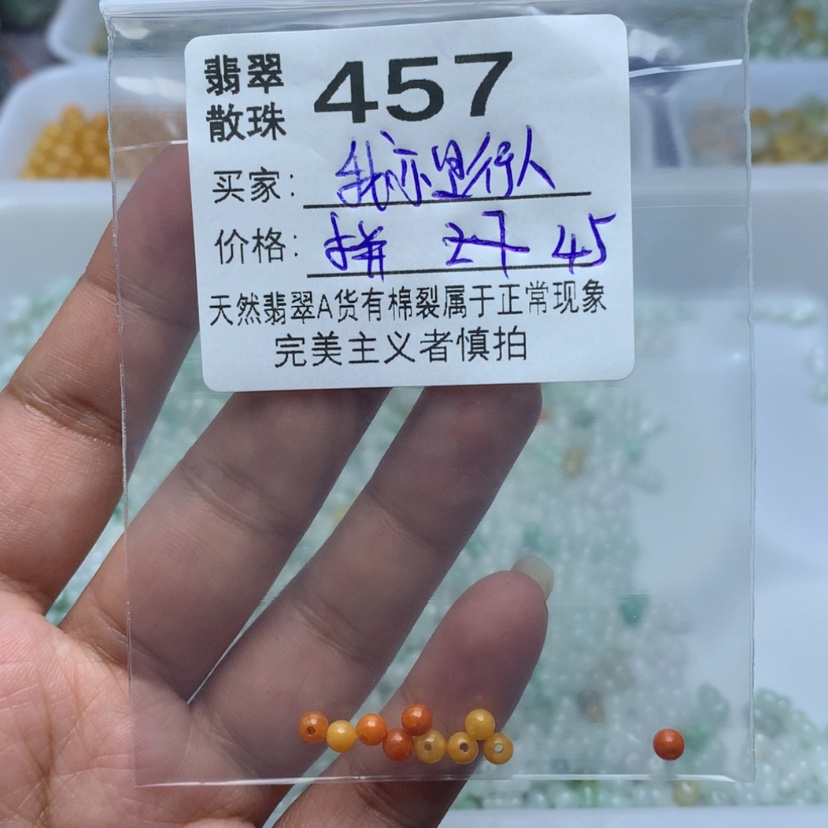 翡翠 457
散珠
买家：我亦是行人
价格：拼 27 45
天然翡翠A货有棉裂属于正常现象
完美主义者慎拍